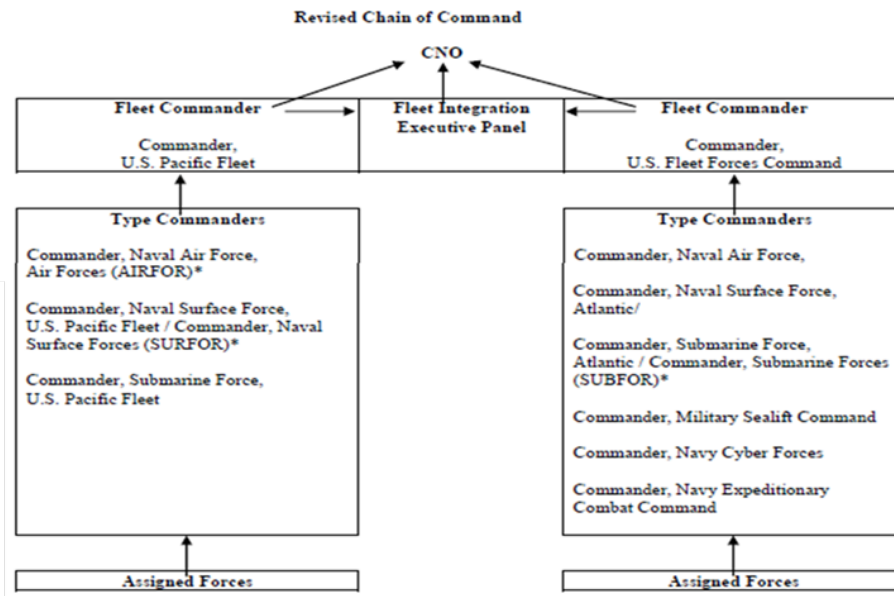 Revised Chain of Command
CNO
Fleet Commander
Commander,
U.S. Pacific Fleet
Fleet Integration
Executive Panel
Fleet Commander
Commander,
U.S. Fleet Forces Command
Type Commanders
Commander, Naval Air Force,
Air Forces (AIRFOR)*
Commander, Naval Surface Force,
U.S. Pacific Fleet / Commander, Naval
Surface Forces (SURFOR)*
Commander, Submarine Force,
U.S. Pacific Fleet
Type Commanders
Commander, Naval Air Force,
Commander, Naval Surface Force,
Atlantic/
Commander, Submarine Force,
Atlantic / Commander, Submarine Forces
(SUBFOR)*
Commander, Military Sealift Command
Commander, Navy Cyber Forces
Commander, Navy Expeditionary
Combat Command
Assigned Forces
Assigned Forces